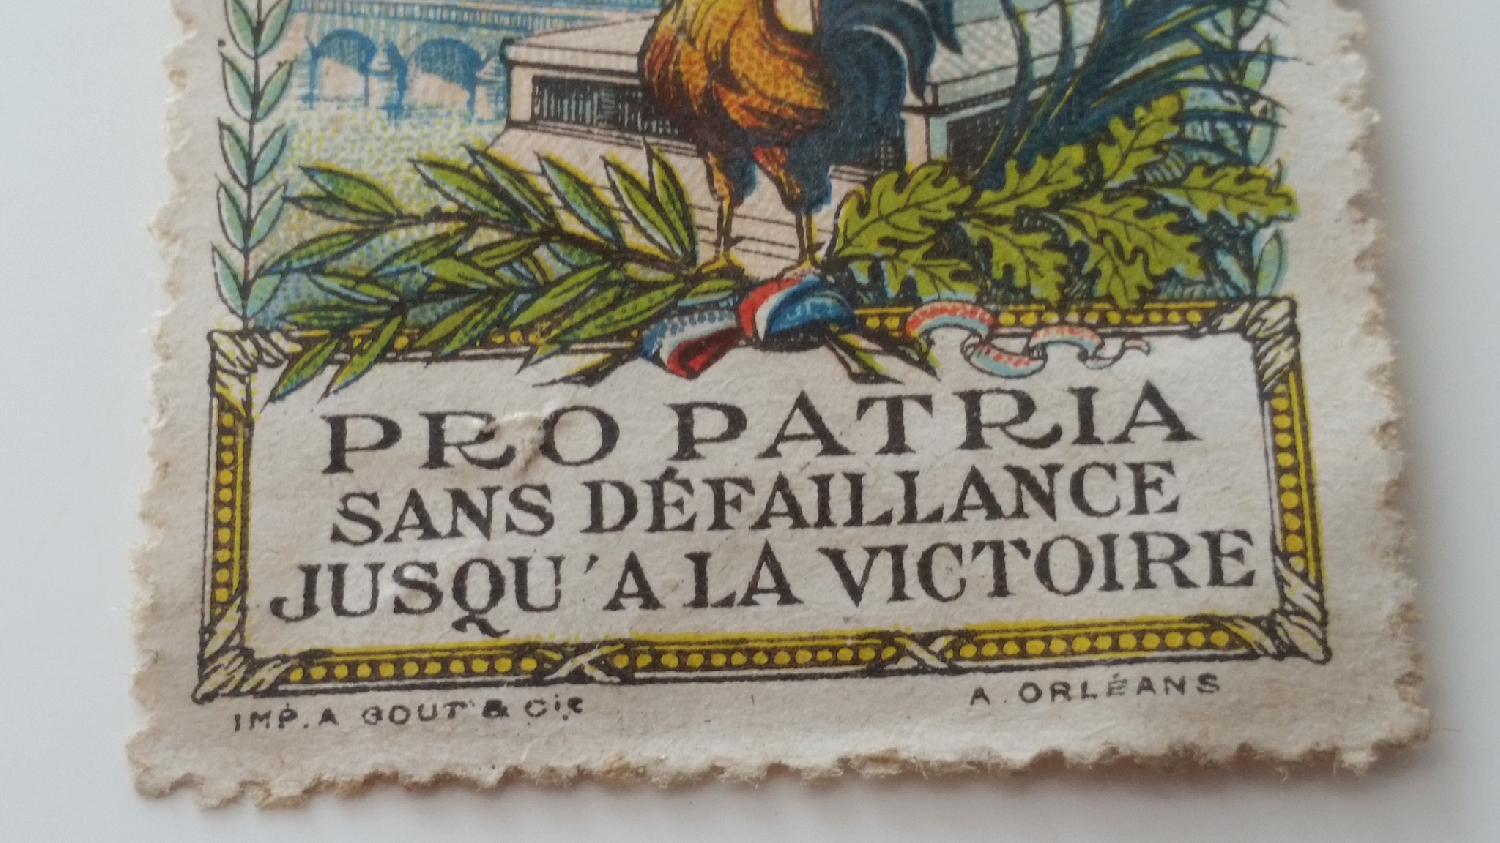 PRO PATRIA
SANS DÉFAILLANCE
JUSQU'A LA VICTOIRE
IMP. A GOUT & Cie A. ORLÉANS